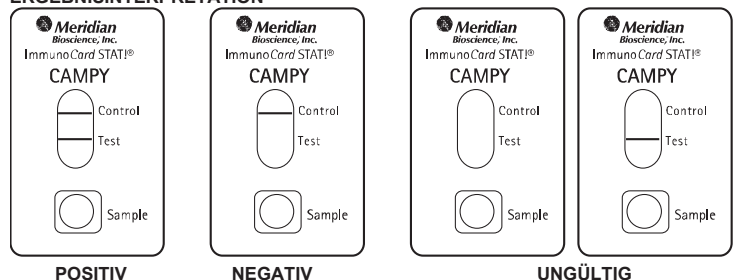 ERGEBNISINTERPRETATION
Meridian
Bioscience, Inc.
ImmunoCard STAT!®
CAMPY
Control
Test
Sample
Meridian
Bioscience, Inc.
ImmunoCard STAT!®
CAMPY
Control
Test
Sample
Meridian
Bioscience, Inc.
ImmunoCard STAT!®
CAMPY
Control
Test
Sample
Meridian
Bioscience, Inc.
ImmunoCard STAT!®
CAMPY
Control
Test
Sample
POSITIV
NEGATIV
UNGÜLTIG